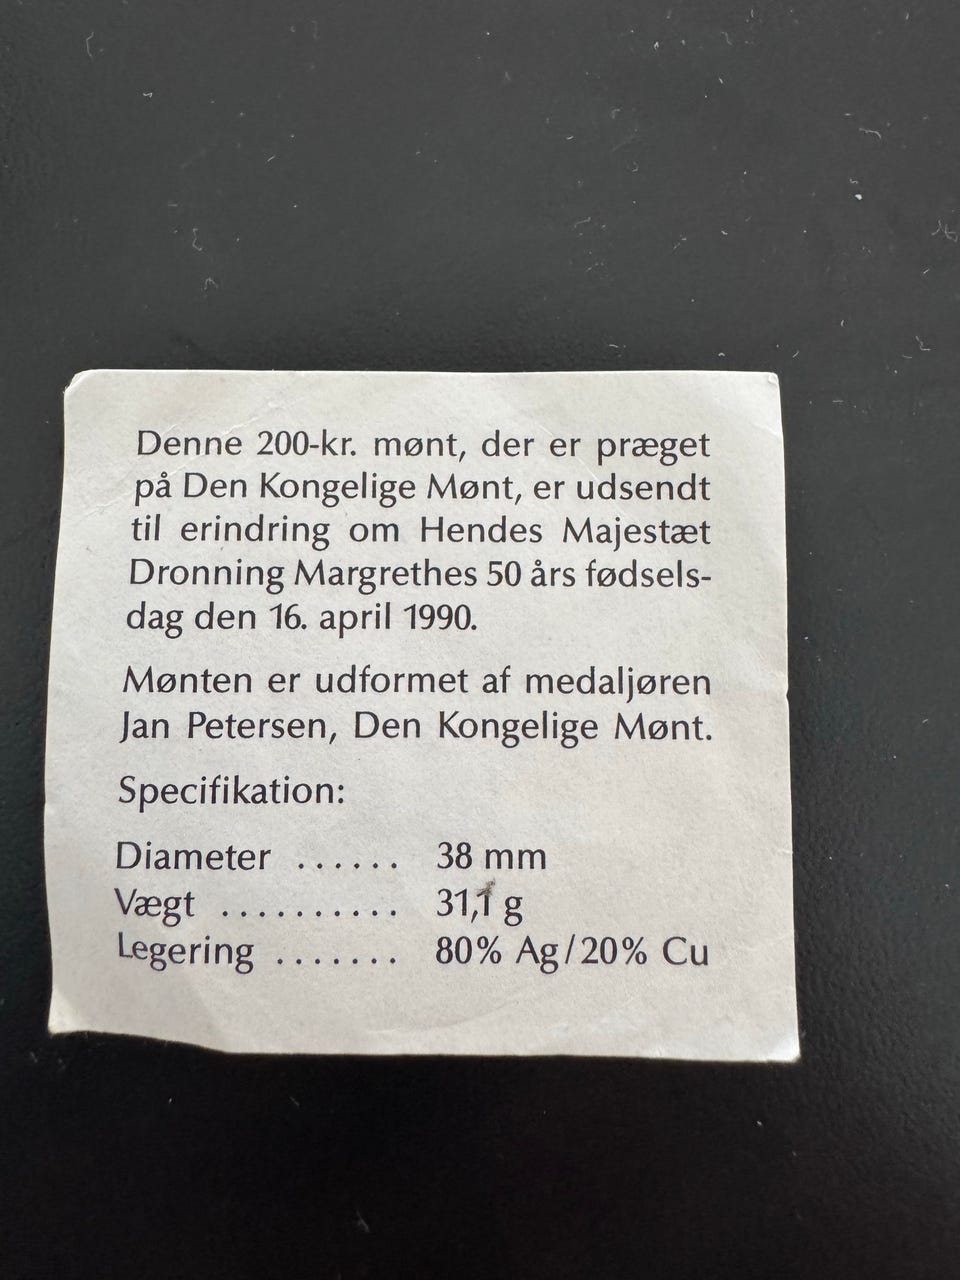 Denne 200-kr. mønt, der er præget
på Den Kongelige Mønt, er udsendt
til erindring om Hendes Majestæt
Dronning Margrethes 50 års fødsels-
dag den 16. april 1990.
Mønten er udformet af medaljøren
Jan Petersen, Den Kongelige Mønt.
Specifikation:
Diameter ...... 38 mm
Vægt .......... 31,1 g
Legering ....... 80% Ag/20% Cu